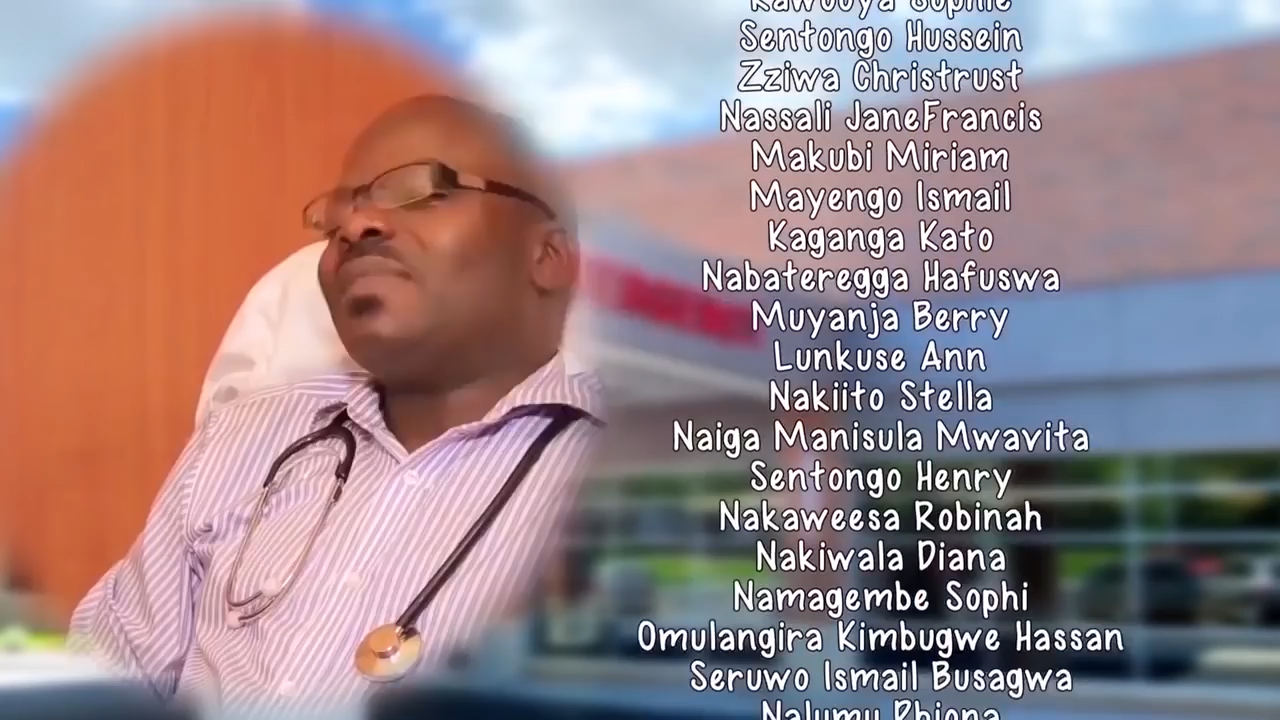 Sophie
Sentongo Hussein
Zziwa Christrust
Nassali JaneFrancis
Makubi Miriam
Mayengo Ismail
Kaganga Kato
Nabateregga Hafuswa
Muyanja Berry
Lunkuse Ann
Nakiito Stella
Naiga Manisula Mwavita
Sentongo Henry
Nakaweesa Robinah
Nakiwala Diana
Namagembe Sophi
Omulangira Kimbugwe Hassan
Seruwo Ismail Busagwa